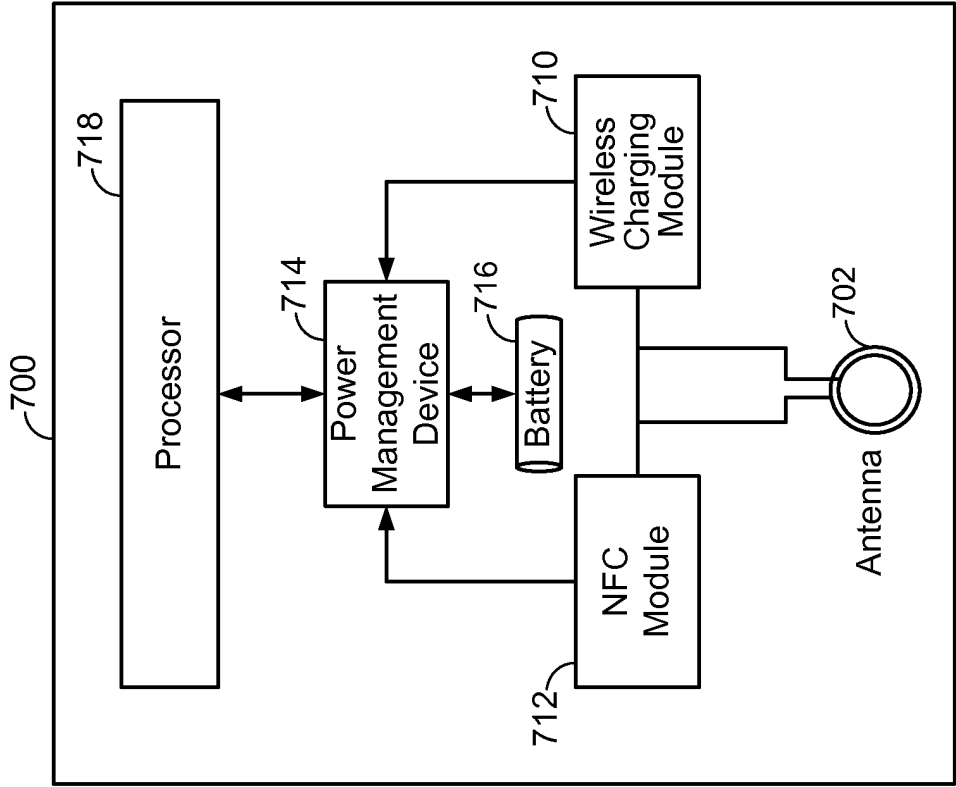 700
718
Processor
714
Power
Management
Device
716
Battery
710
Wireless
Charging
Module
712
NFC
Module
702
Antenna